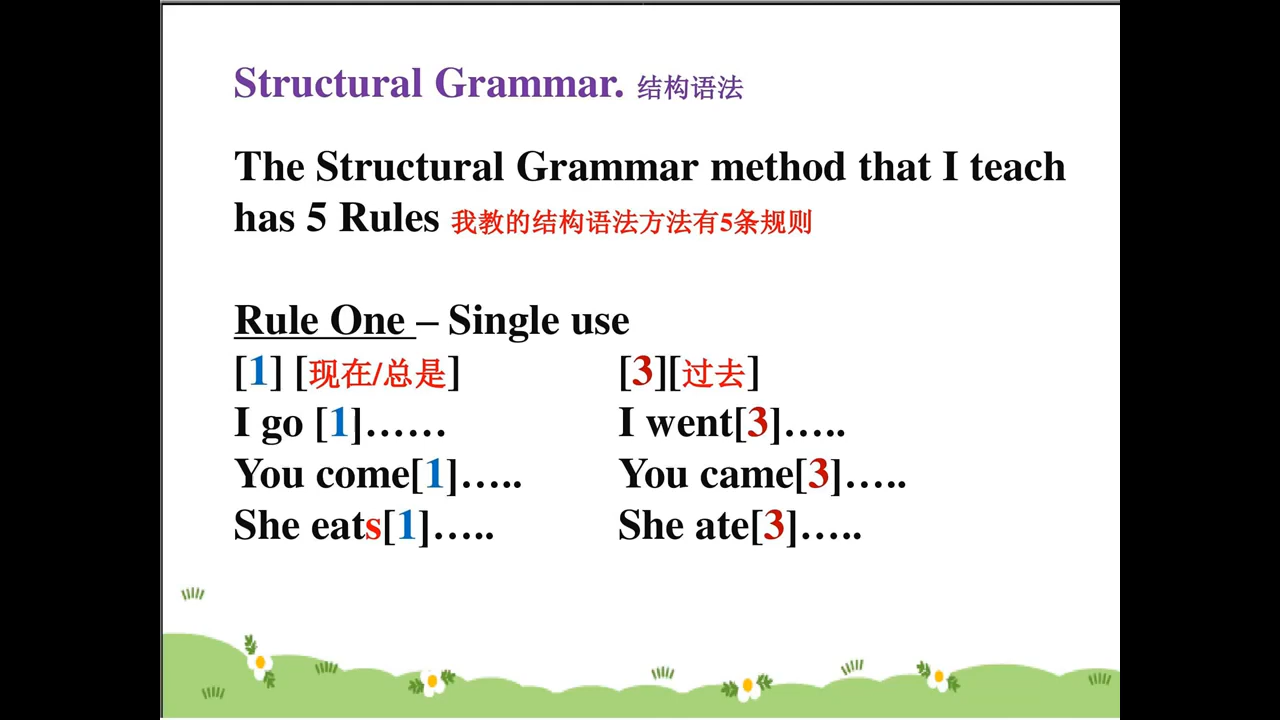 Structural Grammar. 结构语法
The Structural Grammar method that I teach
has 5 Rules 我教的结构语法方法有5条规则
Rule One – Single use
[1] [现在/总是] [3][过去]
I go [1]…… I went[3]…..
You come[1]….. You came[3]…..
She eats[1]….. She ate[3]…..